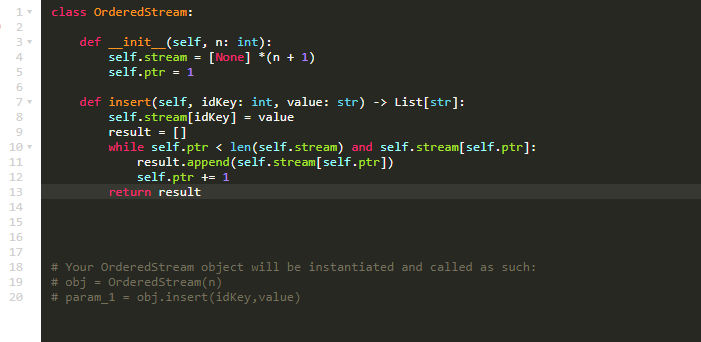 1 class OrderedStream:
2
3     def __init__(self, n: int):
4         self.stream = [None] *(n + 1)
5         self.ptr = 1
6
7     def insert(self, idKey: int, value: str) -> List[str]:
8         self.stream[idKey] = value
9         result = []
10         while self.ptr < len(self.stream) and self.stream[self.ptr]:
11             result.append(self.stream[self.ptr])
12             self.ptr += 1
13         return result
14
15
16
17
18 # Your OrderedStream object will be instantiated and called as such:
19 # obj = OrderedStream(n)
20 # param_1 = obj.insert(idKey,value)